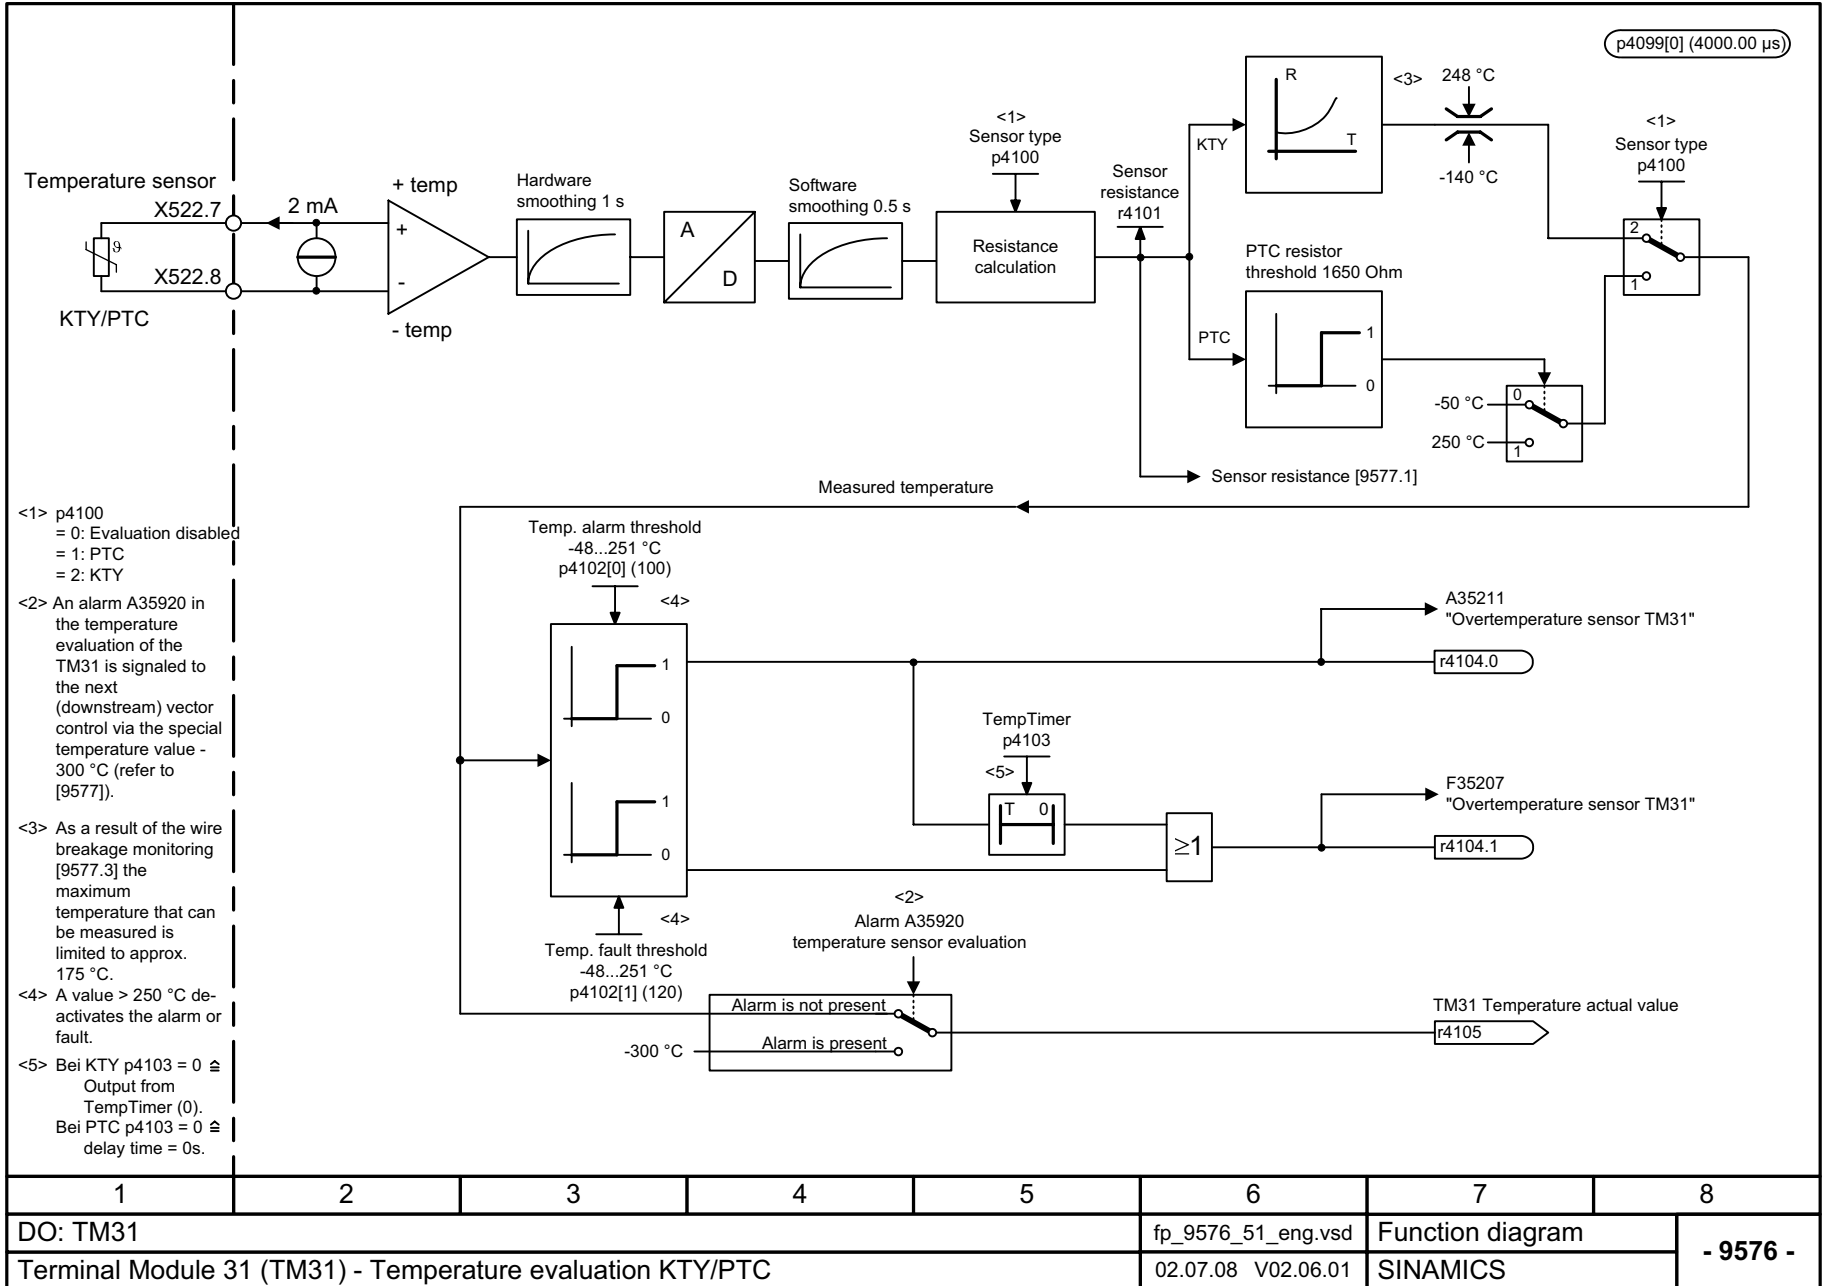 p4099[0] (4000.00 µs)
Temperature sensor
X522.7
X522.8
KTY/PTC
ϑ
2 mA
+ temp
+
-
- temp
Hardware
smoothing 1 s
A
D
Software
smoothing 0.5 s
<1>
Sensor type
p4100
Resistance
calculation
Sensor
resistance
r4101
KTY
PTC
R
T
<3>
248 °C
-140 °C
PTC resistor
threshold 1650 Ohm
1
0
-50 °C
250 °C
0
1
<1>
Sensor type
p4100
2
1
Sensor resistance [9577.1]
Measured temperature
<1> p4100
= 0: Evaluation disabled
= 1: PTC
= 2: KTY
<2> An alarm A35920 in
the temperature
evaluation of the
TM31 is signaled to
the next
(downstream) vector
control via the special
temperature value -
300 °C (refer to
[9577]).
<3> As a result of the wire
breakage monitoring
[9577.3] the
maximum
temperature that can
be measured is
limited to approx.
175 °C.
<4> A value > 250 °C de-
activates the alarm or
fault.
<5> Bei KTY p4103 = 0 ≙
Output from
TempTimer (0).
Bei PTC p4103 = 0 ≙
delay time = 0s.
Temp. alarm threshold
-48...251 °C
p4102[0] (100)
<4>
1
0
1
0
<4>
Temp. fault threshold
-48...251 °C
p4102[1] (120)
TempTimer
p4103
<5>
T 0
≥1
A35211
"Overtemperature sensor TM31"
r4104.0
F35207
"Overtemperature sensor TM31"
r4104.1
<2>
Alarm A35920
temperature sensor evaluation
Alarm is not present
-300 °C
Alarm is present
TM31 Temperature actual value
r4105
1 2 3 4 5 6 7 8
DO: TM31
fp_9576_51_eng.vsd
Function diagram
- 9576 -
Terminal Module 31 (TM31) - Temperature evaluation KTY/PTC
02.07.08 V02.06.01
SINAMICS